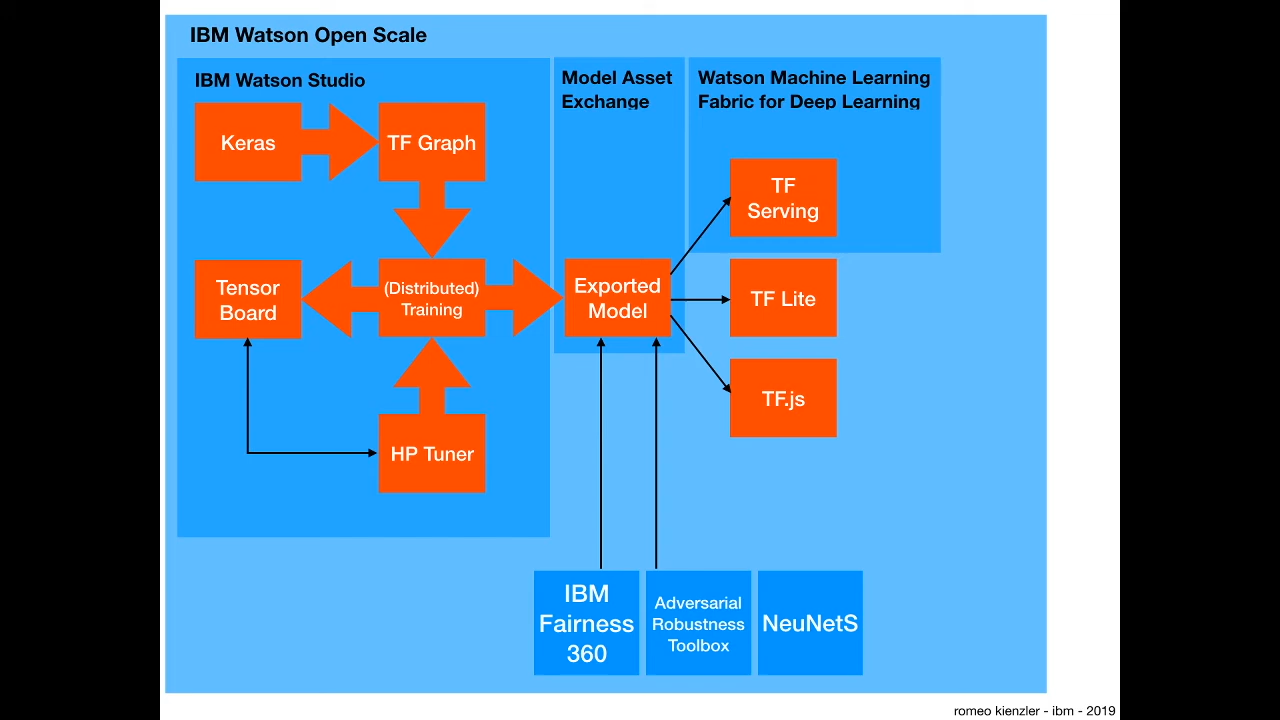 IBM Watson Open Scale
IBM Watson Studio
Model Asset
Exchange
Watson Machine Learning
Fabric for Deep Learning
Keras
TF Graph
TF
Serving
Tensor
Board
(Distributed)
Training
Exported
Model
TF Lite
TF.js
HP Tuner
IBM
Fairness
360
Adversarial
Robustness
Toolbox
NeuNetS
romeo kienzler - ibm - 2019